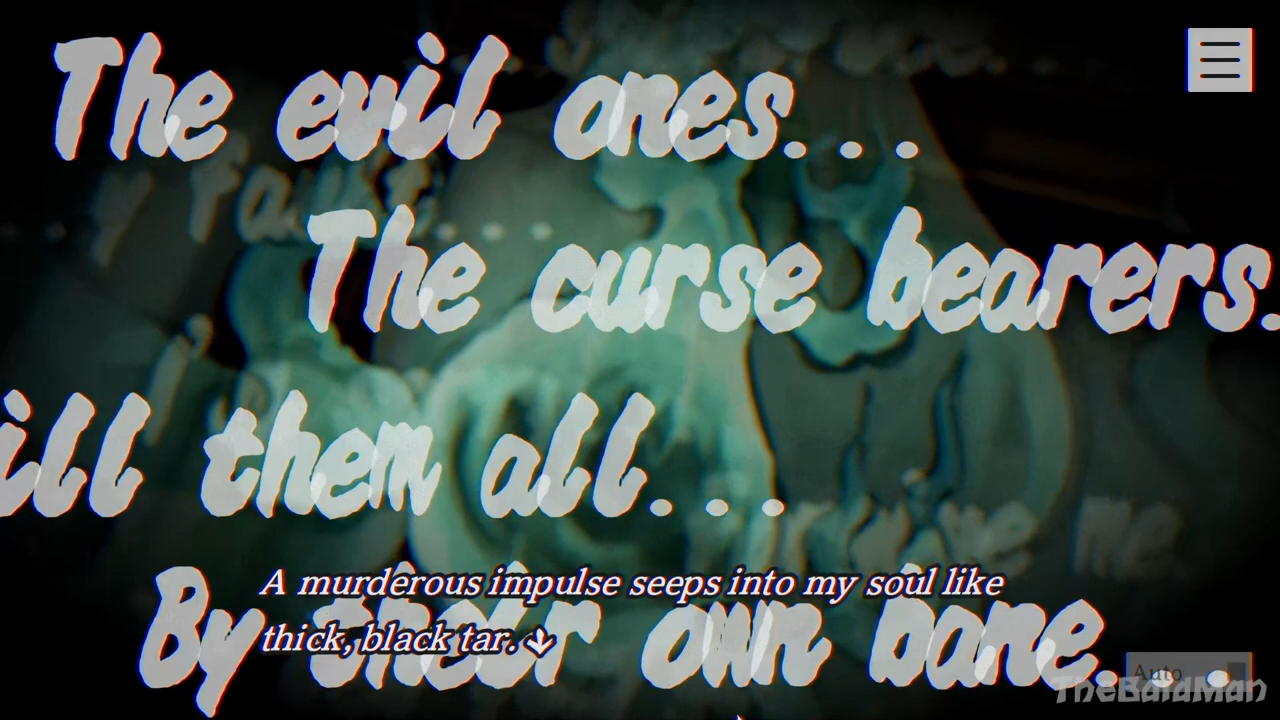 The evil ones...
The curse bearers.
ill them all...
By their own bane...
A murderous impulse seeps into my soul like
thick, black tar.
Auto
TheBaldMan